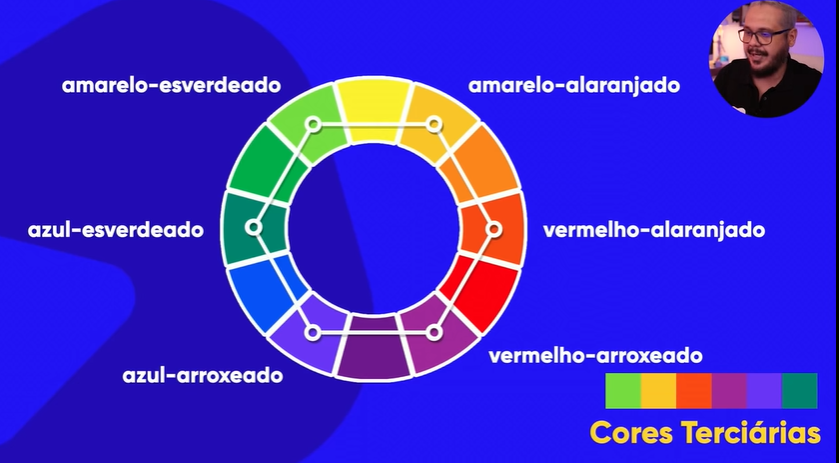 amarelo-esverdeado
amarelo-alaranjado
azul-esverdeado
vermelho-alaranjado
vermelho-arroxeado
azul-arroxeado
Cores Terciárias